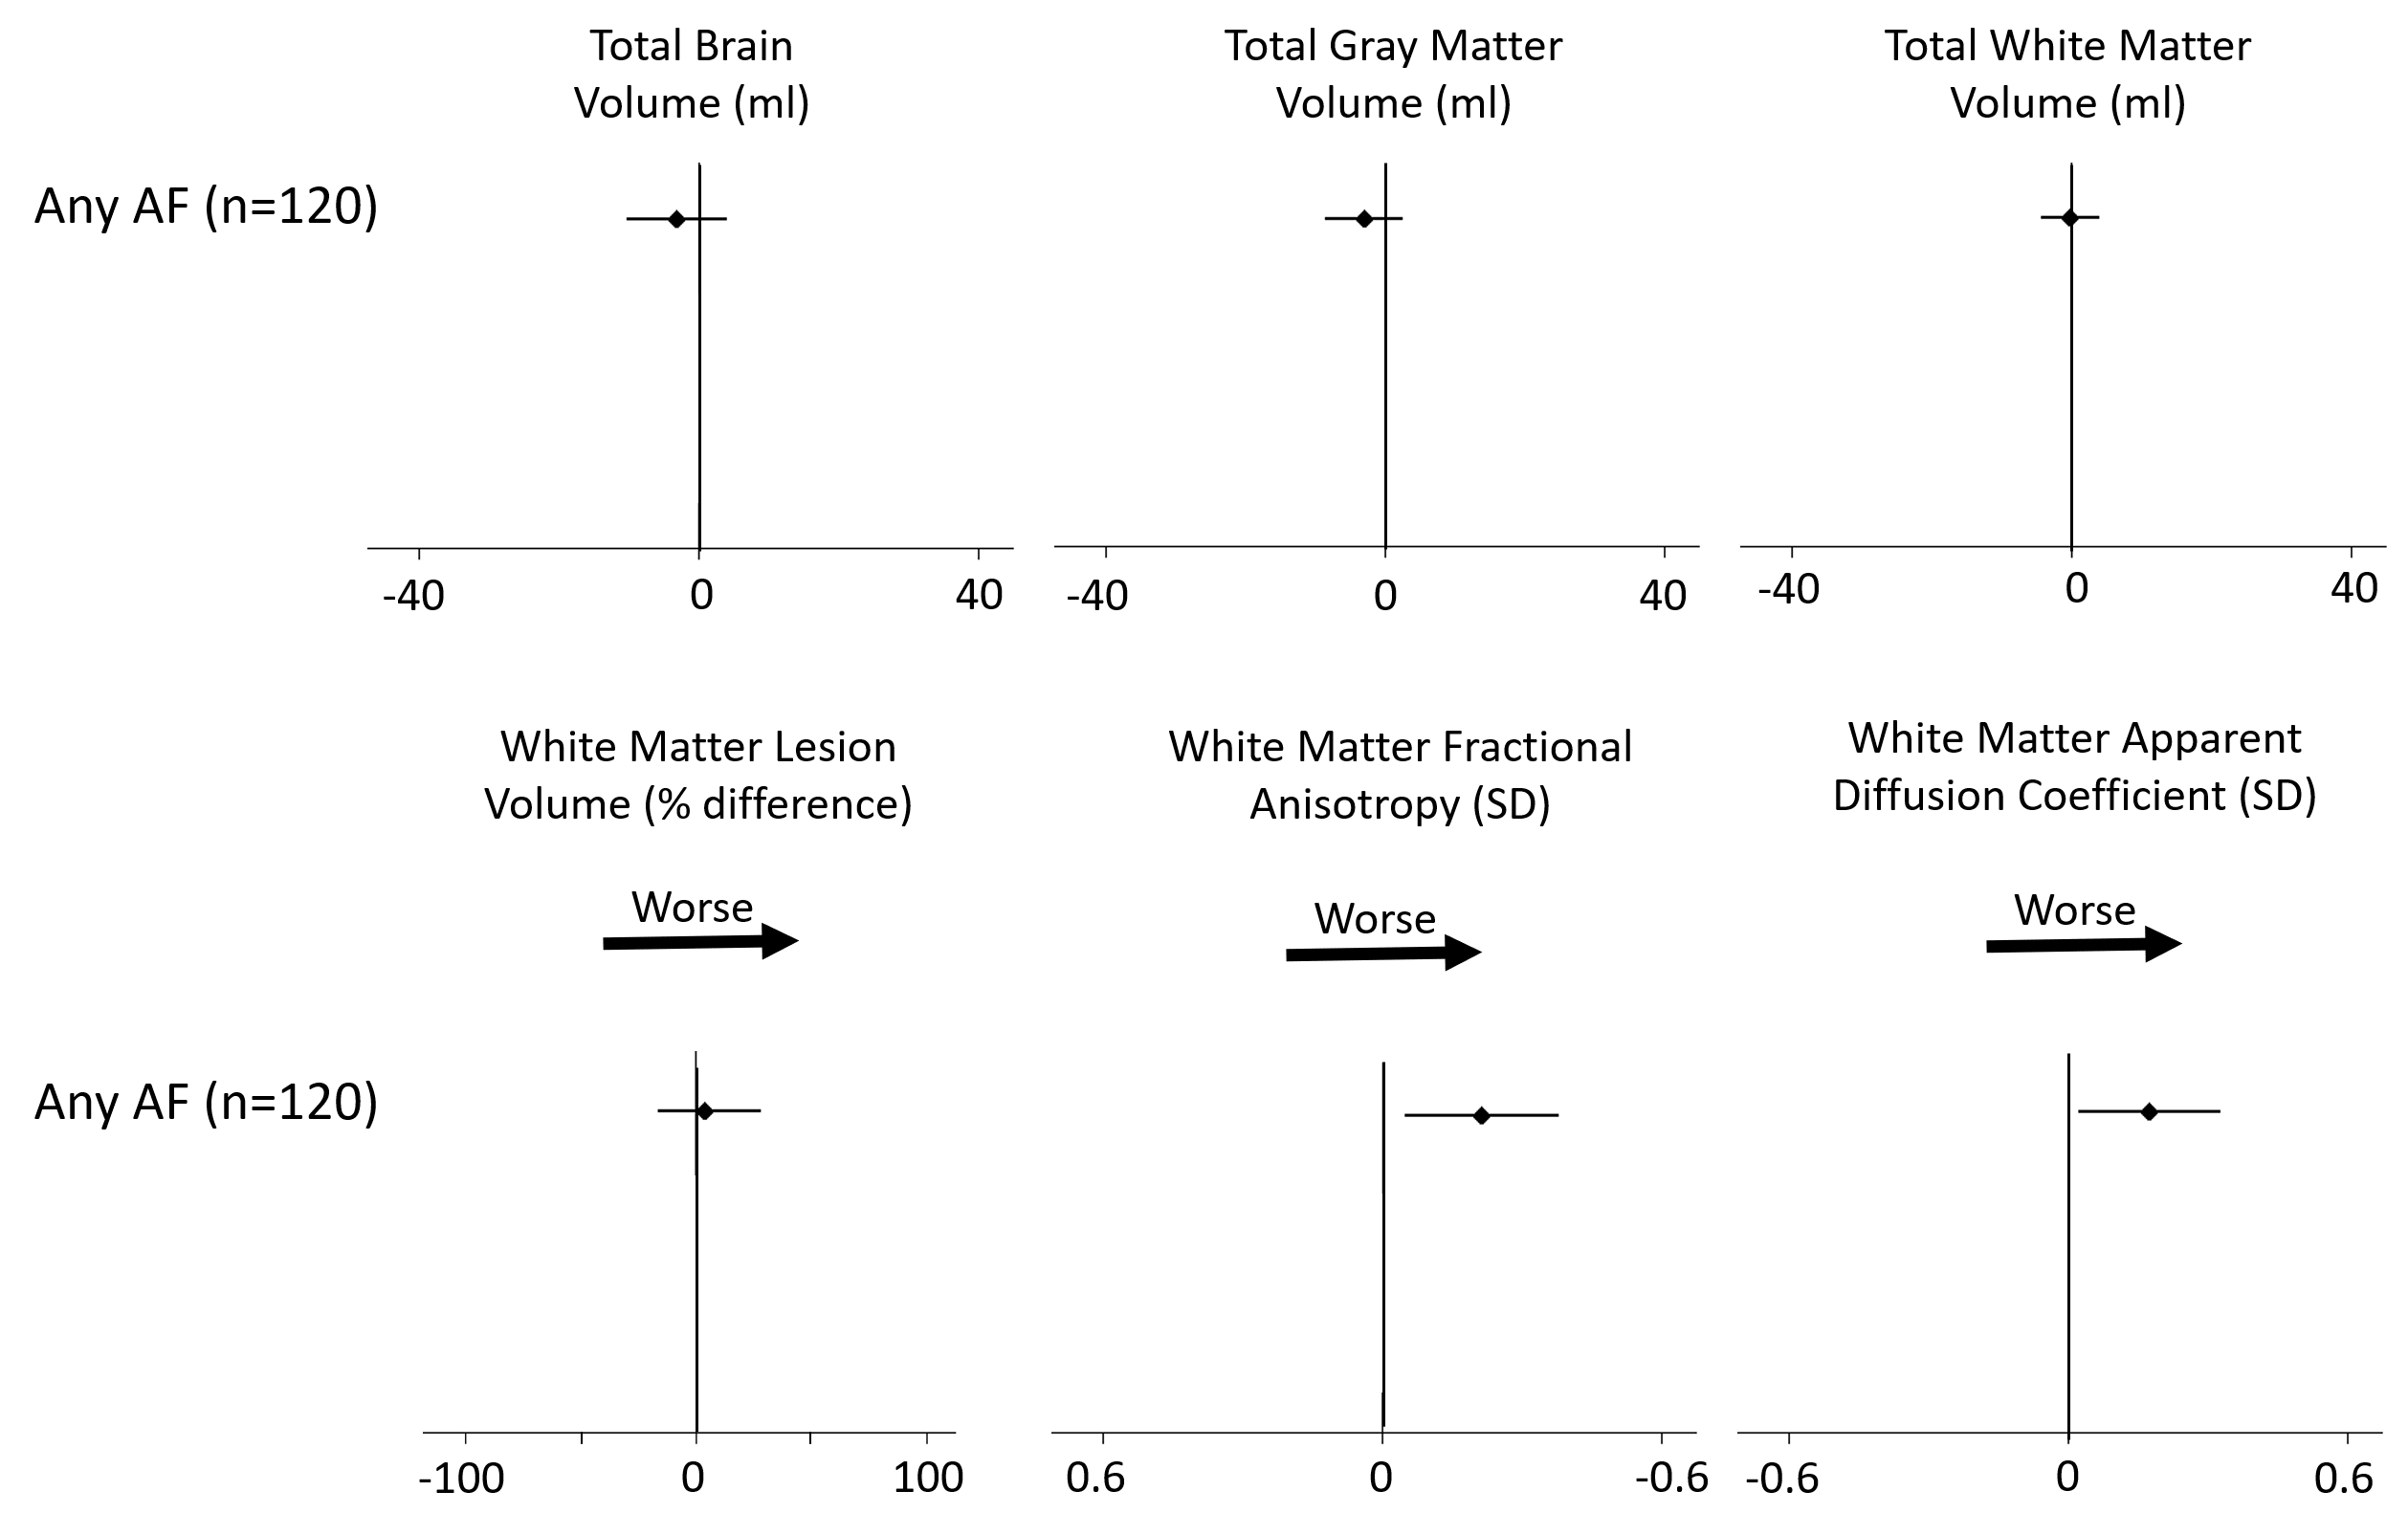 Total Brain
Volume (ml)
Total Gray Matter
Volume (ml)
Total White Matter
Volume (ml)
Any AF (n=120)
-40
0
40
-40
0
40
-40
0
40
White Matter Lesion
Volume (% difference)
White Matter Fractional
Anisotropy (SD)
White Matter Apparent
Diffusion Coefficient (SD)
Worse
Worse
Worse
Any AF (n=120)
-100
0
100
0.6
0
-0.6
-0.6
0
0.6